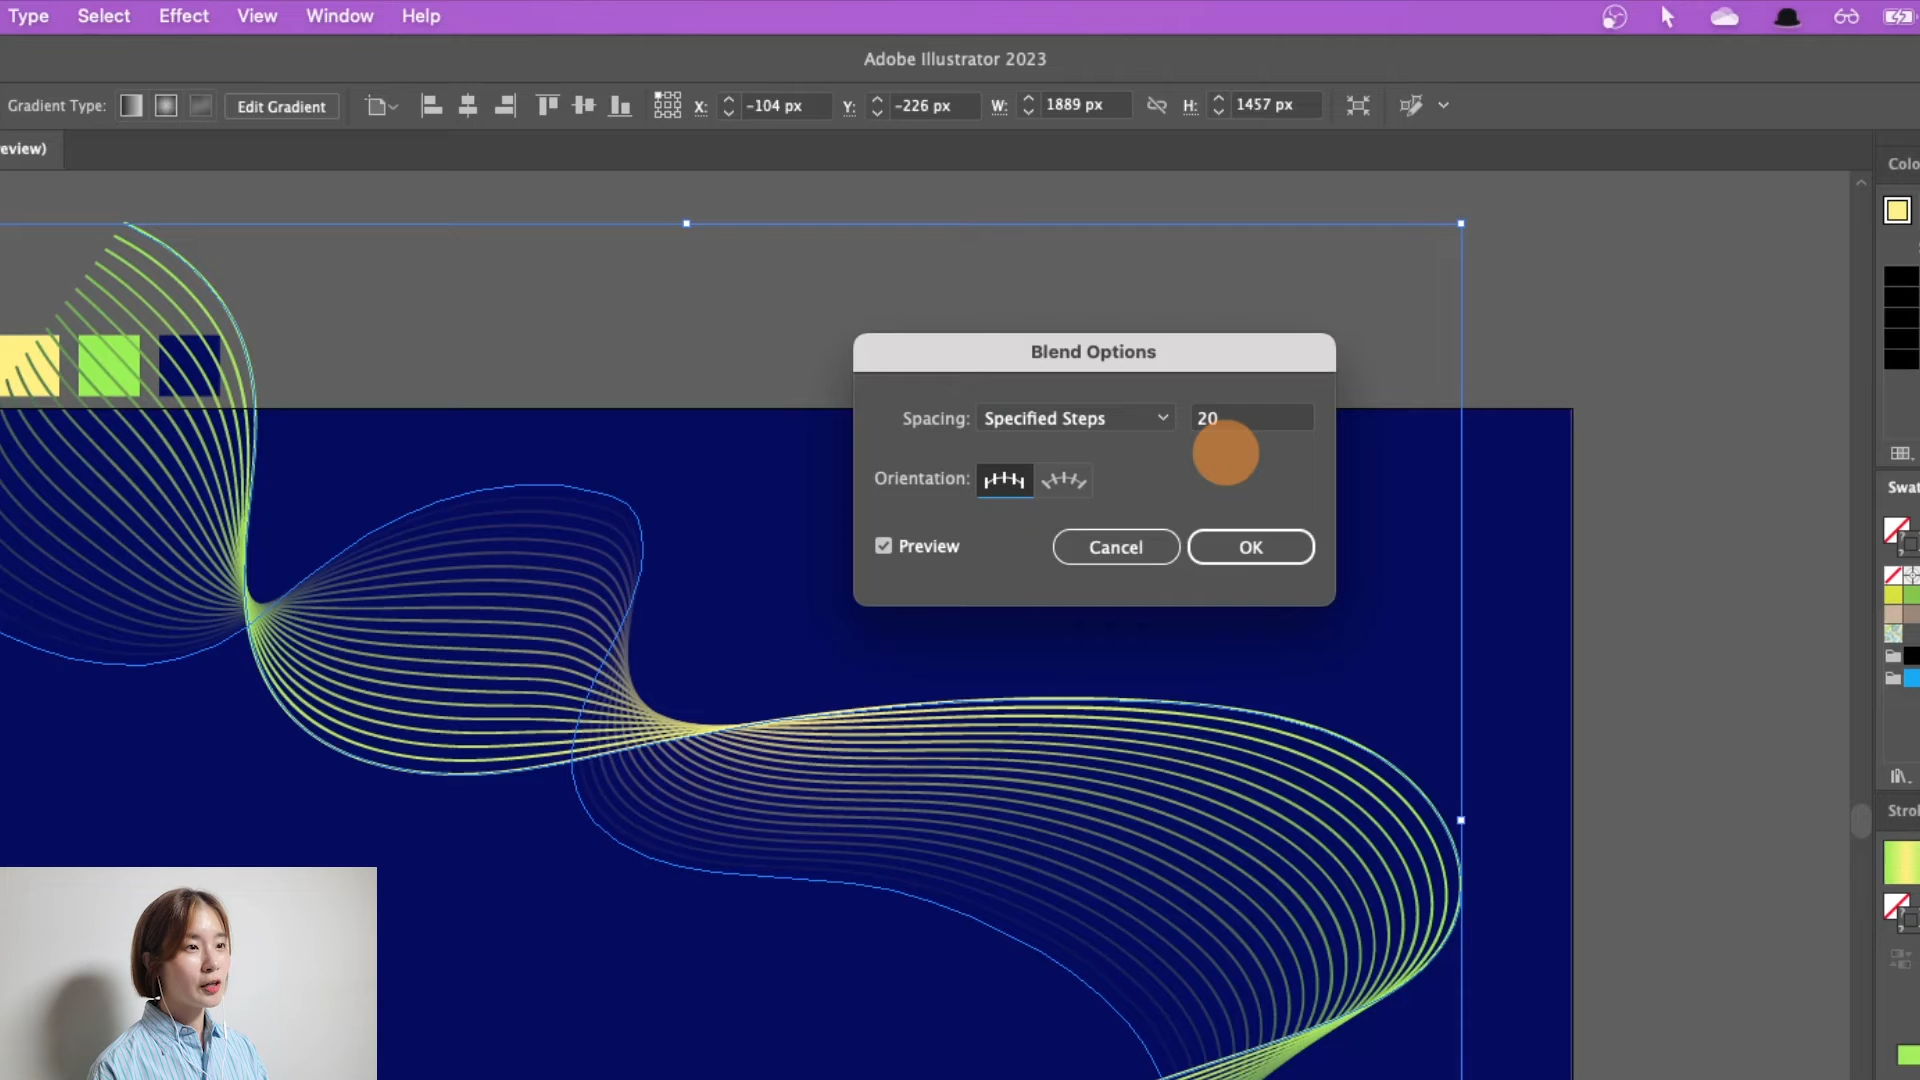 Type Select Effect View Window Help
Adobe Illustrator 2023
Gradient Type: Edit Gradient X: -104 px Y: -226 px W: 1889 px H: 1457 px
eview)
Colo
Blend Options
Spacing: Specified Steps 20
Orientation:
Swat
Preview Cancel OK
Stro